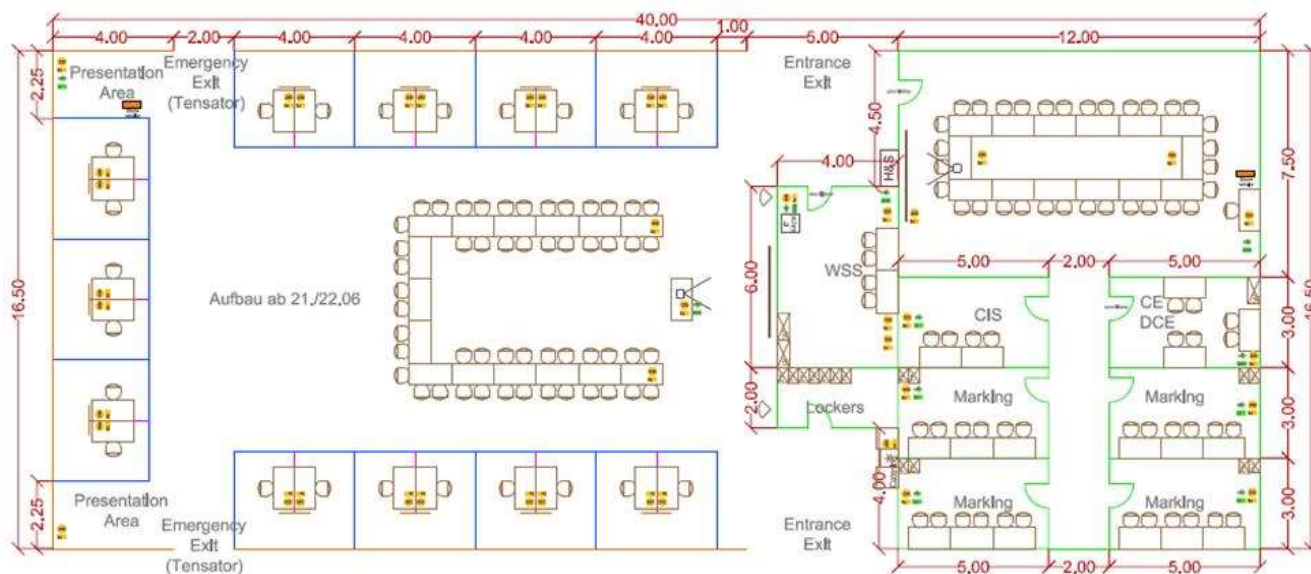 40.00
4.00
2.00
4.00
4.00
4.00
4.00
1.00
5.00
12.00
2.25
Presentation
Area
Emergency
Exit
(Tensator)
Entrance
Exit
4.50
4.00
H&S
7.50
16.50
Aufbau ab 21./22.06
6.00
WSS
5.00
2.00
5.00
CIS
CE
DCE
3.00
16.50
2.00
Lockers
Marking
Marking
3.00
4.00
Marking
Marking
3.00
2.25
Presentation
Area
Emergency
Exit
(Tensator)
Entrance
Exit
5.00
2.00
5.00